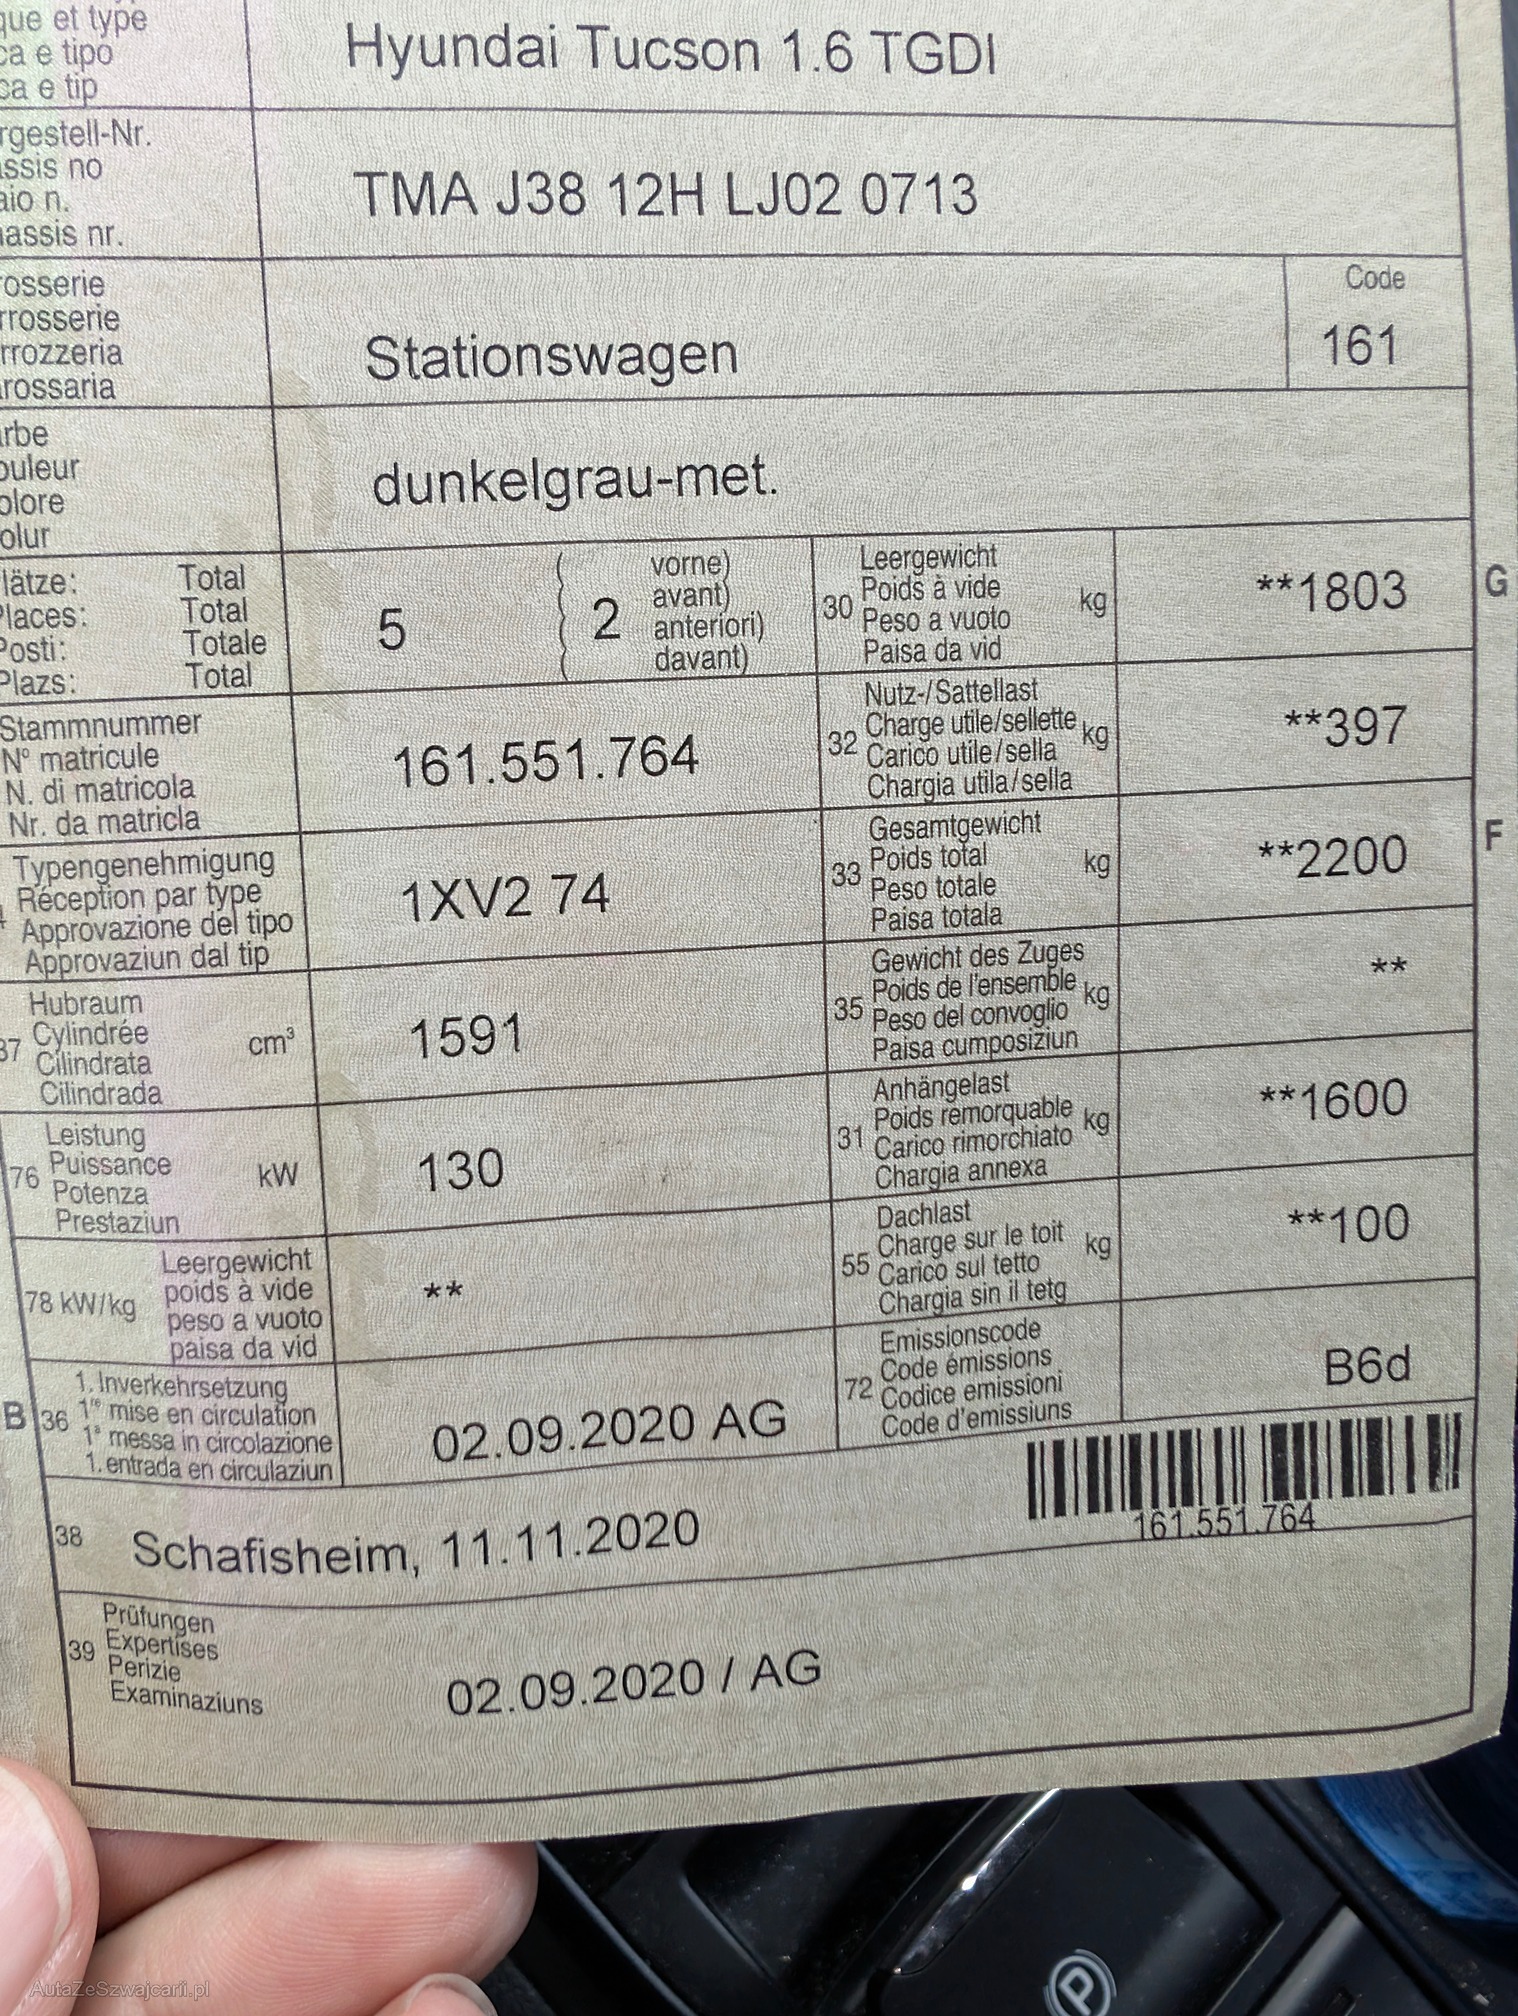 que et type
ca e tipo
ca e tip
Hyundai Tucson 1.6 TGDI
rgestell-Nr.
assis no
aio n.
assis nr.
TMA J38 12H LJ02 0713
rosserie
rrosserie
rrozzeria
arossaria
Stationswagen
Code
161
arbe
ouleur
olore
olur
dunkelgrau-met.
lätze: Total
Places: Total
Posti: Totale
Plazs: Total
5
2
vorne)
avant)
anteriori)
davant)
30
Leergewicht
Poids à vide
Peso a vuoto
Paisa da vid
kg
**1803
G
Stammnummer
N° matricule
N. di matricola
Nr. da matricla
161.551.764
32
Nutz-/Sattellast
Charge utile/sellette
Carico utile/sella
Chargia utila/sella
kg
**397
Typengenehmigung
Réception par type
Approvazione del tipo
Approvaziun dal tip
1XV2 74
33
Gesamtgewicht
Poids total
Peso totale
Paisa totala
kg
**2200
F
37
Hubraum
Cylindrée
Cilindrata
Cilindrada
cm³
1591
35
Gewicht des Zuges
Poids de l'ensemble
Peso del convoglio
Paisa cumposiziun
kg
**
76
Leistung
Puissance
Potenza
Prestaziun
kW
130
31
Anhängelast
Poids remorquable
Carico rimorchiato
Chargia annexa
kg
**1600
78 kW/kg
Leergewicht
poids à vide
peso a vuoto
paisa da vid
**
55
Dachlast
Charge sur le toit
Carico sul tetto
Chargia sin il tetg
kg
**100
B
36
1. Inverkehrsetzung
1re mise en circulation
1a messa in circolazione
1. entrada en circulaziun
02.09.2020 AG
72
Emissionscode
Code émissions
Codice emissioni
Code d'emissiuns
B6d
161.551.764
38
Schafisheim, 11.11.2020
39
Prüfungen
Expertises
Perizie
Examinaziuns
02.09.2020 / AG
P
AutaZeSzwajcarii.pl